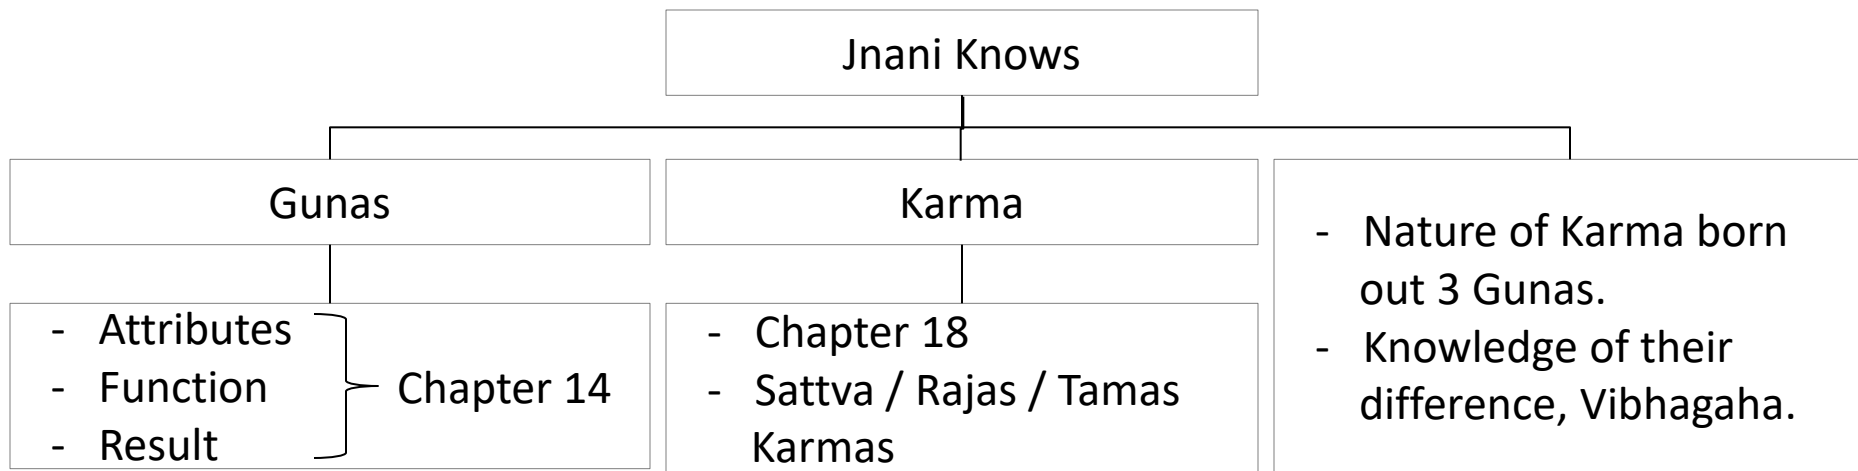 Jnani Knows
Gunas
Karma
- Nature of Karma born
out 3 Gunas.
- Knowledge of their
difference, Vibhagaha.
- Attributes
- Function
- Result
Chapter 14
- Chapter 18
- Sattva / Rajas / Tamas
Karmas